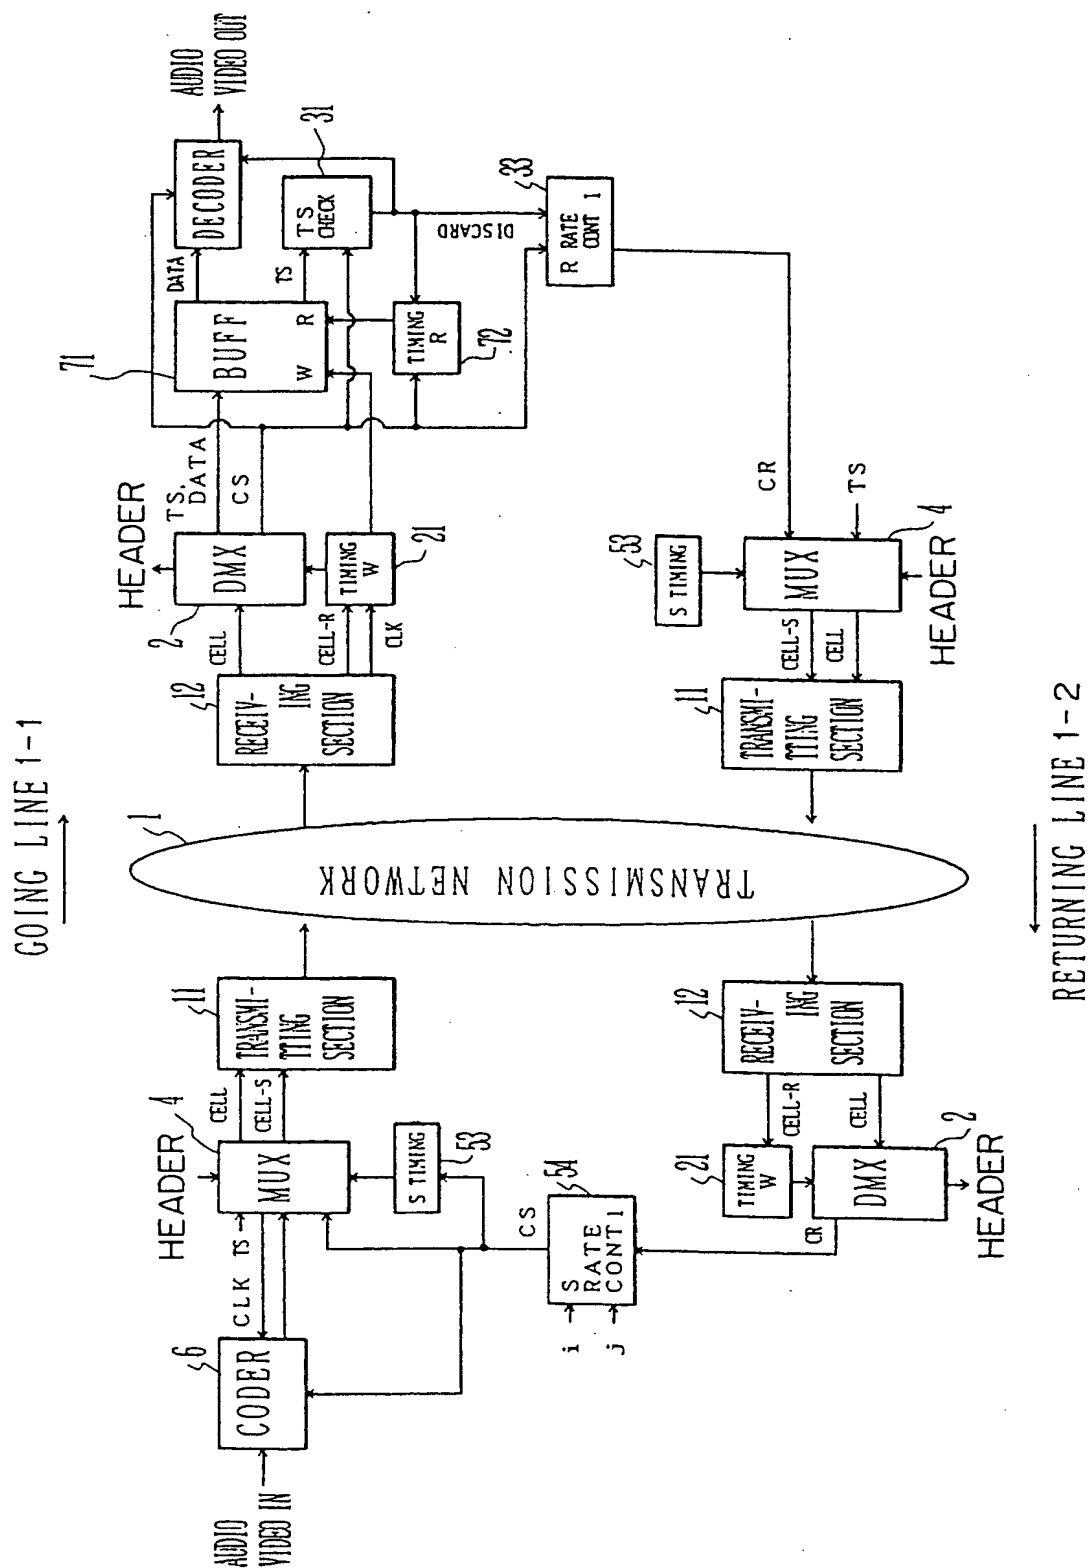 GOING LINE 1-1
AUDIO
VIDEO IN
6
CODER
CLK
TS
HEADER
4
MUX
CELL
CELL-S
S TIMING
53
11
TRANSMI-
TTING
SECTION
CS
54
S
RATE
CONT 1
i
j
1
TRANSMISSION NETWORK
12
RECEIV-
ING
SECTION
CELL
CELL-R
CLK
2
DMX
HEADER
TIMING
W
21
TS,
DATA
CS
71
BUFF
W
R
DATA
TS
DECODER
AUDIO
VIDEO OUT
31
TS
CHECK
TIMING
R
72
DISCARD
33
R RATE
CONT 1
CR
TS
53
S TIMING
MUX
4
HEADER
CELL-S
CELL
11
TRANSMI-
TTING
SECTION
12
RECEIV-
ING
SECTION
CELL-R
CELL
21
TIMING
W
DMX
2
HEADER
CR
RETURNING LINE 1-2